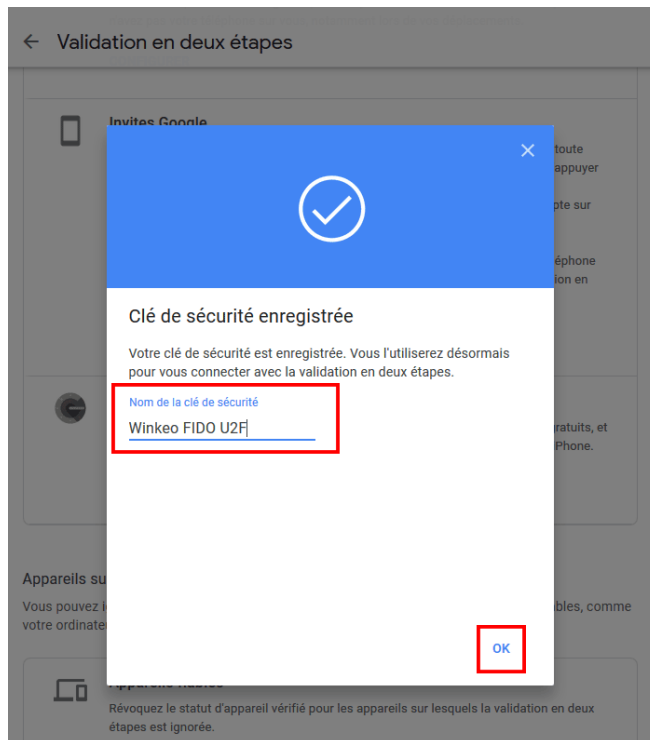 Validation en deux étapes
Invites Google
toute
appuyer
pte sur
éphone
ion en
Clé de sécurité enregistrée
Votre clé de sécurité est enregistrée. Vous l'utiliserez désormais
pour vous connecter avec la validation en deux étapes.
Nom de la clé de sécurité
Winkeo FIDO U2F
ratuits, et
Phone.
Appareils su
Vous pouvez i
bles, comme
votre ordinate
OK
Révoquez le statut d'appareil vérifié pour les appareils sur lesquels la validation en deux
étapes est ignorée.